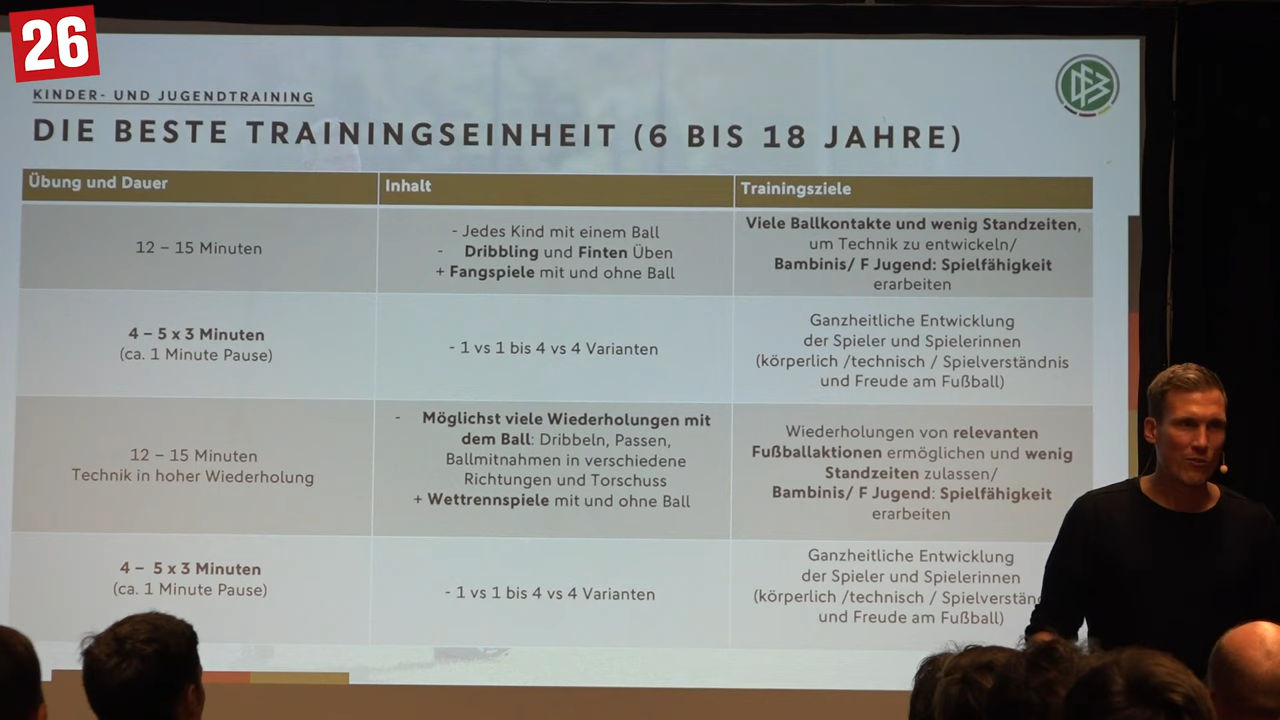 26
KINDER- UND JUGENDTRAINING
DFB
DIE BESTE TRAININGSEINHEIT (6 BIS 18 JAHRE)
Übung und Dauer
Inhalt
Trainingsziele
12 – 15 Minuten
- Jedes Kind mit einem Ball
- Dribbling und Finten Üben
+ Fangspiele mit und ohne Ball
Viele Ballkontakte und wenig Standzeiten,
um Technik zu entwickeln/
Bambinis/ F Jugend: Spielfähigkeit
erarbeiten
4 – 5 x 3 Minuten
(ca. 1 Minute Pause)
- 1 vs 1 bis 4 vs 4 Varianten
Ganzheitliche Entwicklung
der Spieler und Spielerinnen
(körperlich /technisch / Spielverständnis
und Freude am Fußball)
12 – 15 Minuten
Technik in hoher Wiederholung
- Möglichst viele Wiederholungen mit
dem Ball: Dribbeln, Passen,
Ballmitnahmen in verschiedene
Richtungen und Torschuss
+ Wettrennspiele mit und ohne Ball
Wiederholungen von relevanten
Fußballaktionen ermöglichen und wenig
Standzeiten zulassen/
Bambinis/ F Jugend: Spielfähigkeit
erarbeiten
4 – 5 x 3 Minuten
(ca. 1 Minute Pause)
- 1 vs 1 bis 4 vs 4 Varianten
Ganzheitliche Entwicklung
der Spieler und Spielerinnen
(körperlich /technisch / Spielverständ
und Freude am Fußball)